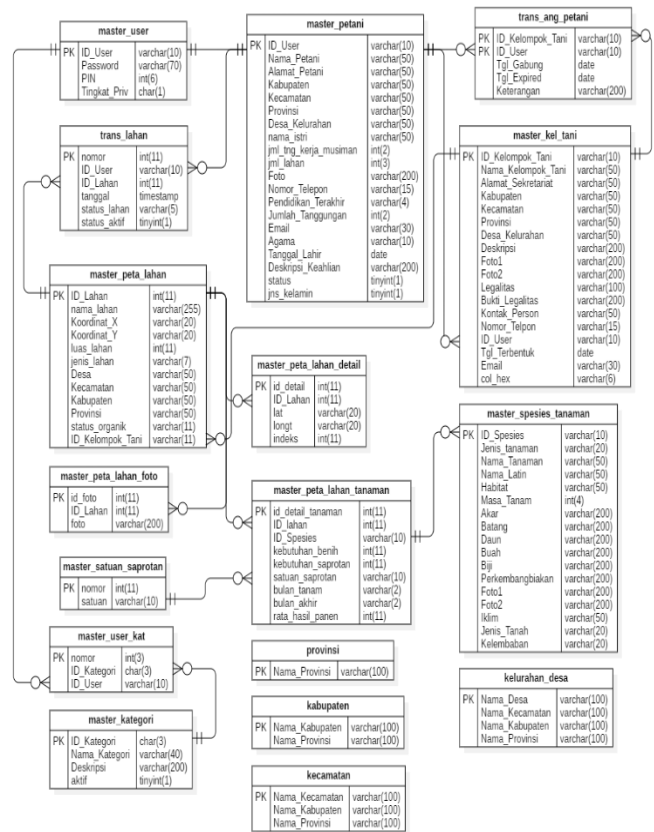 master_user
PK ID_User varchar(10)
Password varchar(70)
PIN int(6)
Tingkat_Priv char(1)
master_petani
PK ID_User varchar(10)
Nama_Petani varchar(50)
Alamat_Petani varchar(50)
Kabupaten varchar(50)
Kecamatan varchar(50)
Provinsi varchar(50)
Desa_Kelurahan varchar(50)
nama_istri varchar(50)
jml_tng_kerja_musiman int(2)
jml_lahan int(3)
Foto varchar(200)
Nomor_Telepon varchar(15)
Pendidikan_Terakhir varchar(4)
Jumlah_Tanggungan int(2)
Email varchar(30)
Agama varchar(10)
Tanggal_Lahir date
Deskripsi_Keahlian varchar(200)
status tinyint(1)
jns_kelamin tinyint(1)
trans_ang_petani
PK ID_Kelompok_Tani varchar(10)
PK ID_User varchar(10)
Tgl_Gabung date
Tgl_Expired date
Keterangan varchar(200)
trans_lahan
PK nomor int(11)
ID_User varchar(10)
ID_Lahan int(11)
tanggal timestamp
status_lahan varchar(5)
status_aktif tinyint(1)
master_kel_tani
PK ID_Kelompok_Tani varchar(10)
Nama_Kelompok_Tani varchar(50)
Alamat_Sekretariat varchar(50)
Kabupaten varchar(50)
Kecamatan varchar(50)
Provinsi varchar(50)
Desa_Kelurahan varchar(50)
Deskripsi varchar(200)
Foto1 varchar(200)
Foto2 varchar(200)
Legalitas varchar(100)
Bukti_Legalitas varchar(200)
Kontak_Person varchar(50)
Nomor_Telpon varchar(15)
ID_User varchar(10)
Tgl_Terbentuk date
Email varchar(30)
col_hex varchar(6)
master_peta_lahan
PK ID_Lahan int(11)
nama_lahan varchar(255)
Koordinat_X varchar(20)
Koordinat_Y varchar(20)
luas_lahan int(11)
jenis_lahan varchar(7)
Desa varchar(50)
Kecamatan varchar(50)
Kabupaten varchar(50)
Provinsi varchar(50)
status_organik varchar(11)
ID_Kelompok_Tani varchar(11)
master_peta_lahan_detail
PK id_detail int(11)
ID_Lahan int(11)
lat varchar(20)
longt varchar(20)
indeks int(11)
master_spesies_tanaman
PK ID_Spesies varchar(10)
Jenis_tanaman varchar(20)
Nama_Tanaman varchar(50)
Nama_Latin varchar(50)
Habitat varchar(50)
Masa_Tanam int(4)
Akar varchar(200)
Batang varchar(200)
Daun varchar(200)
Buah varchar(200)
Biji varchar(200)
Perkembangbiakan varchar(200)
Foto1 varchar(200)
Foto2 varchar(200)
Iklim varchar(50)
Jenis_Tanah varchar(20)
Kelembaban varchar(20)
master_peta_lahan_foto
PK id_foto int(11)
ID_Lahan int(11)
foto varchar(200)
master_peta_lahan_tanaman
PK id_detail_tanaman int(11)
ID_lahan int(11)
ID_Spesies varchar(10)
kebutuhan_benih int(11)
kebutuhan_saprotan int(11)
satuan_saprotan varchar(10)
bulan_tanam varchar(2)
bulan_akhir varchar(2)
rata_hasil_panen int(11)
master_satuan_saprotan
PK nomor int(11)
satuan varchar(10)
master_user_kat
PK nomor int(3)
ID_Kategori char(3)
ID_User varchar(10)
provinsi
PK Nama_Provinsi varchar(100)
kelurahan_desa
PK Nama_Desa varchar(100)
Nama_Kecamatan varchar(100)
Nama_Kabupaten varchar(100)
Nama_Provinsi varchar(100)
kabupaten
PK Nama_Kabupaten varchar(100)
Nama_Provinsi varchar(100)
master_kategori
PK ID_Kategori char(3)
Nama_Kategori varchar(40)
Deskripsi varchar(200)
aktif tinyint(1)
kecamatan
PK Nama_Kecamatan varchar(100)
Nama_Kabupaten varchar(100)
Nama_Provinsi varchar(100)